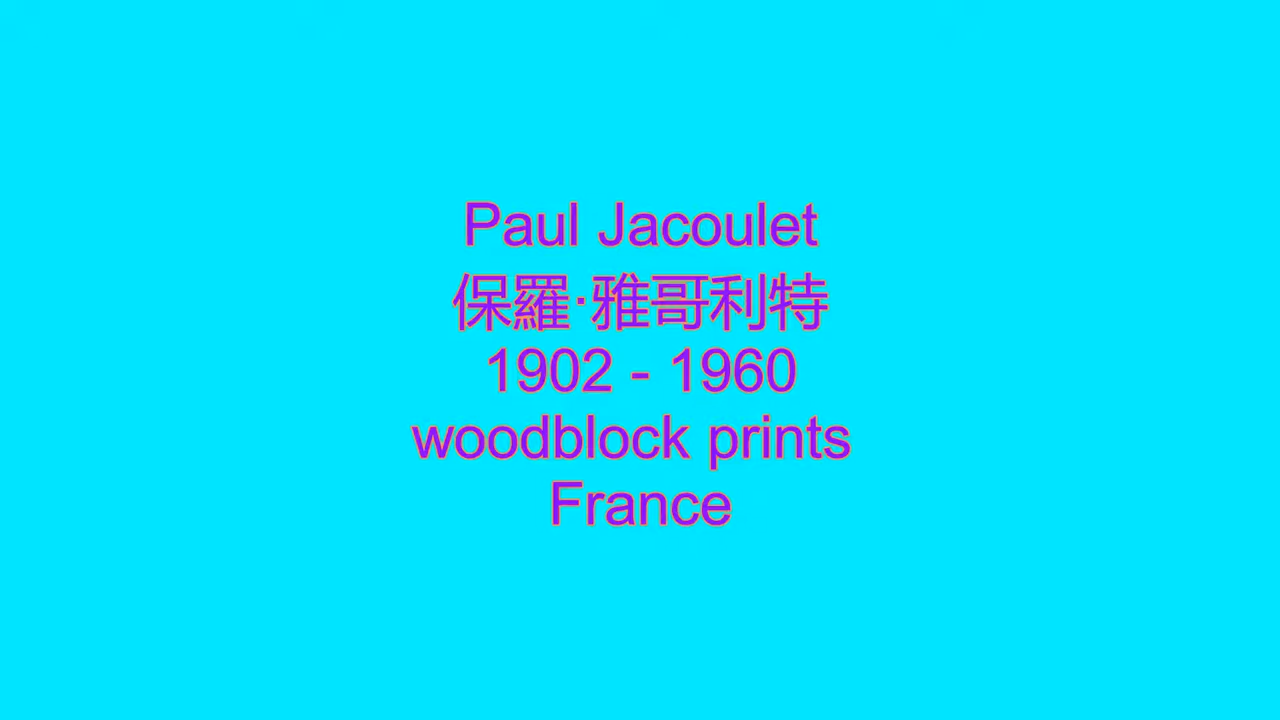 Paul Jacoulet
保羅·雅哥利特
1902 - 1960
woodblock prints
France